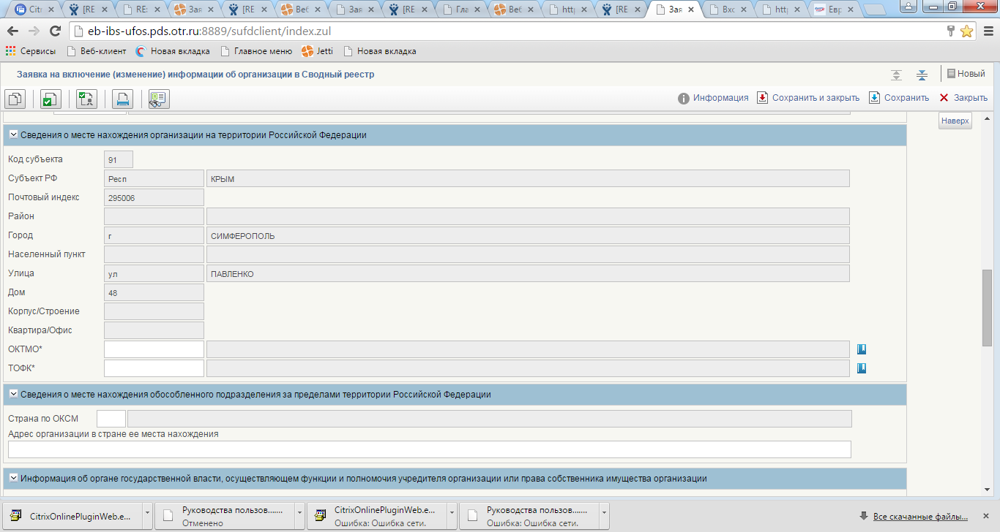 Citr [RE RE: Зая [RE Веб Зая [RE Гла Веб http [RE Зая Вхо http Евр
eb-ibs-ufos.pds.otr.ru:8889/sufdclient/index.zul
Сервисы Веб-клиент Новая вкладка Главное меню Jetti Новая вкладка
Заявка на включение (изменение) информации об организации в Сводный реестр Новый
Информация Сохранить и закрыть Сохранить Закрыть
Наверх
Сведения о месте нахождения организации на территории Российской Федерации
Код субъекта 91
Субъект РФ Респ КРЫМ
Почтовый индекс 295006
Район
Город г СИМФЕРОПОЛЬ
Населенный пункт
Улица ул ПАВЛЕНКО
Дом 48
Корпус/Строение
Квартира/Офис
ОКТМО*
ТОФК*
Сведения о месте нахождения обособленного подразделения за пределами территории Российской Федерации
Страна по ОКСМ
Адрес организации в стране ее места нахождения
Информация об органе государственной власти, осуществляющем функции и полномочия учредителя организации или права собственника имущества организации
CitrixOnlinePluginWeb.e... Руководства пользов....... CitrixOnlinePluginWeb.e... Руководства пользов....... Все скачанные файлы...
Отменено Ошибка: Ошибка сети. Ошибка: Ошибка сети.